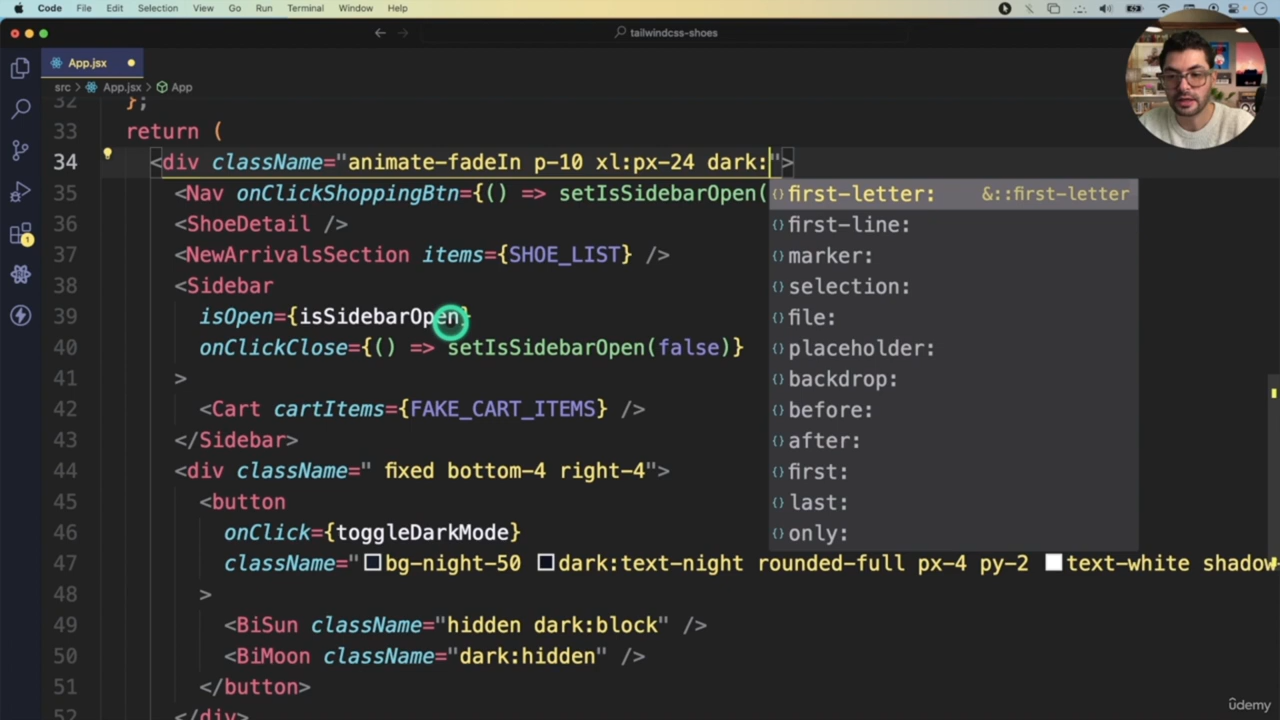 Code File Edit Selection View Go Run Terminal Window Help
tailwindcss-shoes
App.jsx
src > App.jsx > App
32 };
33 return (
34 <div className="animate-fadeIn p-10 xl:px-24 dark:">
35 <Nav onClickShoppingBtn={() => setIsSidebarOpen(
36 <ShoeDetail />
37 <NewArrivalsSection items={SHOE_LIST} />
38 <Sidebar
39 isOpen={isSidebarOpen}
40 onClickClose={() => setIsSidebarOpen(false)}
41 >
42 <Cart cartItems={FAKE_CART_ITEMS} />
43 </Sidebar>
44 <div className=" fixed bottom-4 right-4">
45 <button
46 onClick={toggleDarkMode}
47 className=" bg-night-50 dark:text-night rounded-full px-4 py-2 text-white shadow-
48 >
49 <BiSun className="hidden dark:block" />
50 <BiMoon className="dark:hidden" />
51 </button>
52 </div>
first-letter: &::first-letter
first-line:
marker:
selection:
file:
placeholder:
backdrop:
before:
after:
first:
last:
only:
1
ûdemy